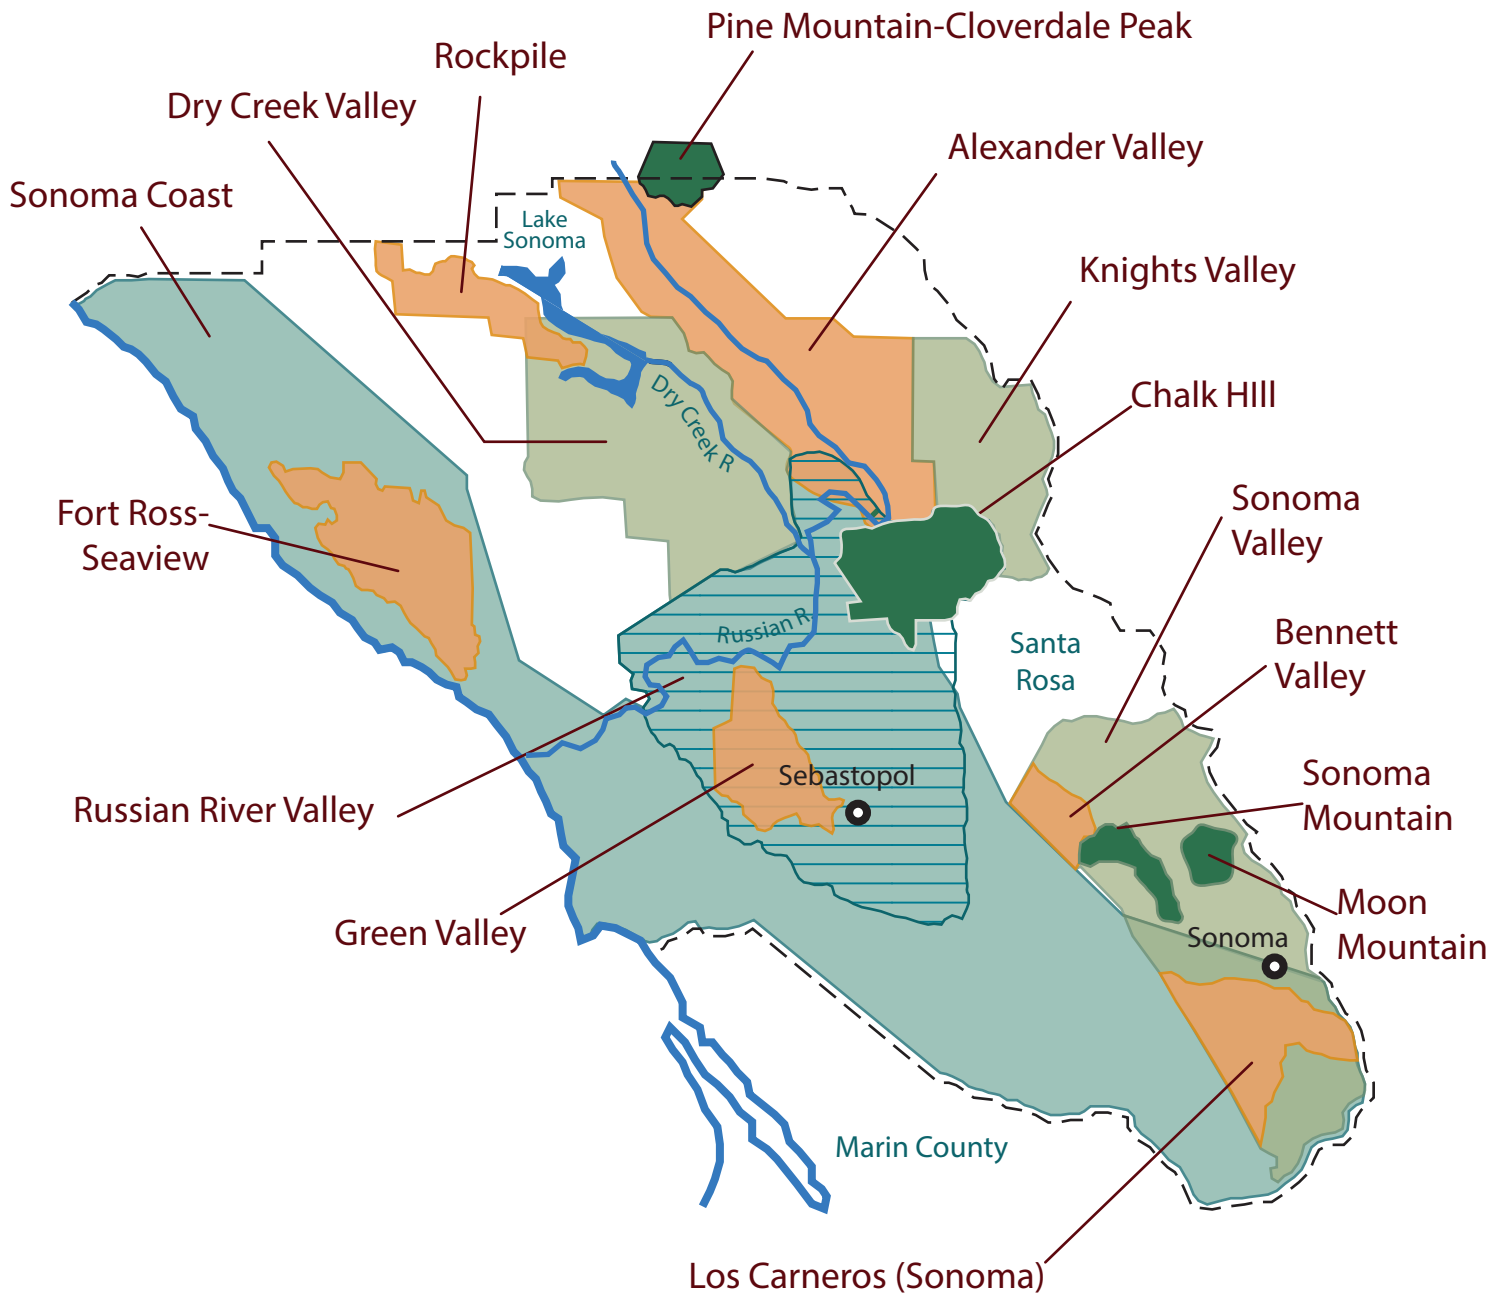 Pine Mountain-Cloverdale Peak
Rockpile
Dry Creek Valley
Alexander Valley
Sonoma Coast
Lake
Sonoma
Knights Valley
Dry Creek R
Chalk HIll
Sonoma
Valley
Fort Ross-
Seaview
Russian R.
Santa
Rosa
Bennett
Valley
Sebastopol
Sonoma
Mountain
Russian River Valley
Green Valley
Moon
Mountain
Sonoma
Marin County
Los Carneros (Sonoma)